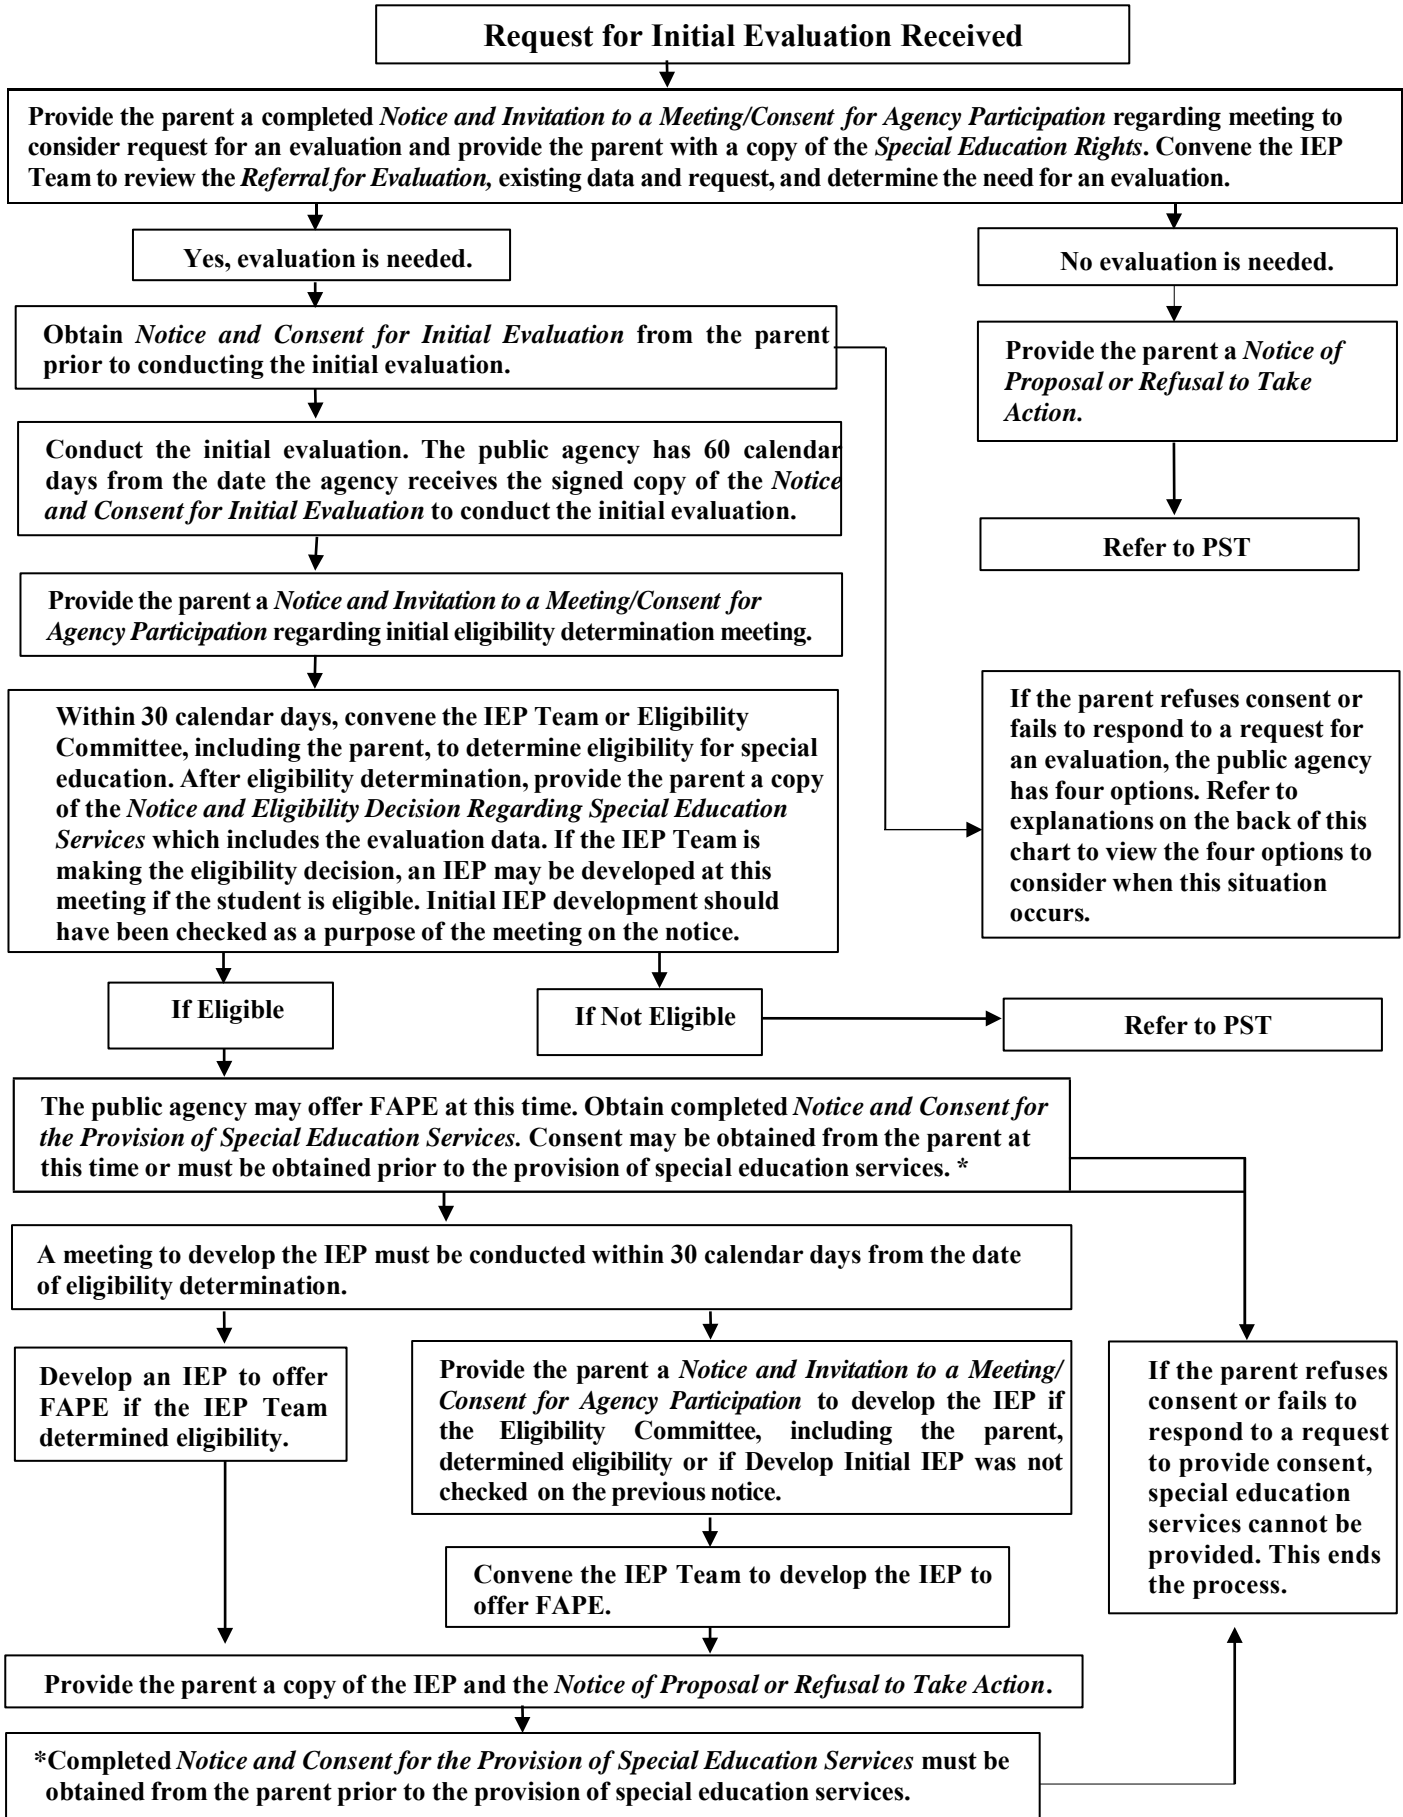 Request for Initial Evaluation Received
Provide the parent a completed Notice and Invitation to a Meeting/Consent for Agency Participation regarding meeting to
consider request for an evaluation and provide the parent with a copy of the Special Education Rights. Convene the IEP
Team to review the Referral for Evaluation, existing data and request, and determine the need for an evaluation.
Yes, evaluation is needed.
No evaluation is needed.
Obtain Notice and Consent for Initial Evaluation from the parent
prior to conducting the initial evaluation.
Provide the parent a Notice of
Proposal or Refusal to Take
Action.
Conduct the initial evaluation. The public agency has 60 calendar
days from the date the agency receives the signed copy of the Notice
and Consent for Initial Evaluation to conduct the initial evaluation.
Refer to PST
Provide the parent a Notice and Invitation to a Meeting/Consent for
Agency Participation regarding initial eligibility determination meeting.
If the parent refuses consent or
fails to respond to a request for
an evaluation, the public agency
has four options. Refer to
explanations on the back of this
chart to view the four options to
consider when this situation
occurs.
Within 30 calendar days, convene the IEP Team or Eligibility
Committee, including the parent, to determine eligibility for special
education. After eligibility determination, provide the parent a copy
of the Notice and Eligibility Decision Regarding Special Education
Services which includes the evaluation data. If the IEP Team is
making the eligibility decision, an IEP may be developed at this
meeting if the student is eligible. Initial IEP development should
have been checked as a purpose of the meeting on the notice.
If Eligible
If Not Eligible
Refer to PST
The public agency may offer FAPE at this time. Obtain completed Notice and Consent for
the Provision of Special Education Services. Consent may be obtained from the parent at
this time or must be obtained prior to the provision of special education services. *
A meeting to develop the IEP must be conducted within 30 calendar days from the date
of eligibility determination.
Develop an IEP to offer
FAPE if the IEP Team
determined eligibility.
Provide the parent a Notice and Invitation to a Meeting/
Consent for Agency Participation to develop the IEP if
the Eligibility Committee, including the parent,
determined eligibility or if Develop Initial IEP was not
checked on the previous notice.
If the parent refuses
consent or fails to
respond to a request
to provide consent,
special education
services cannot be
provided. This ends
the process.
Convene the IEP Team to develop the IEP to
offer FAPE.
Provide the parent a copy of the IEP and the Notice of Proposal or Refusal to Take Action.
*Completed Notice and Consent for the Provision of Special Education Services must be
obtained from the parent prior to the provision of special education services.